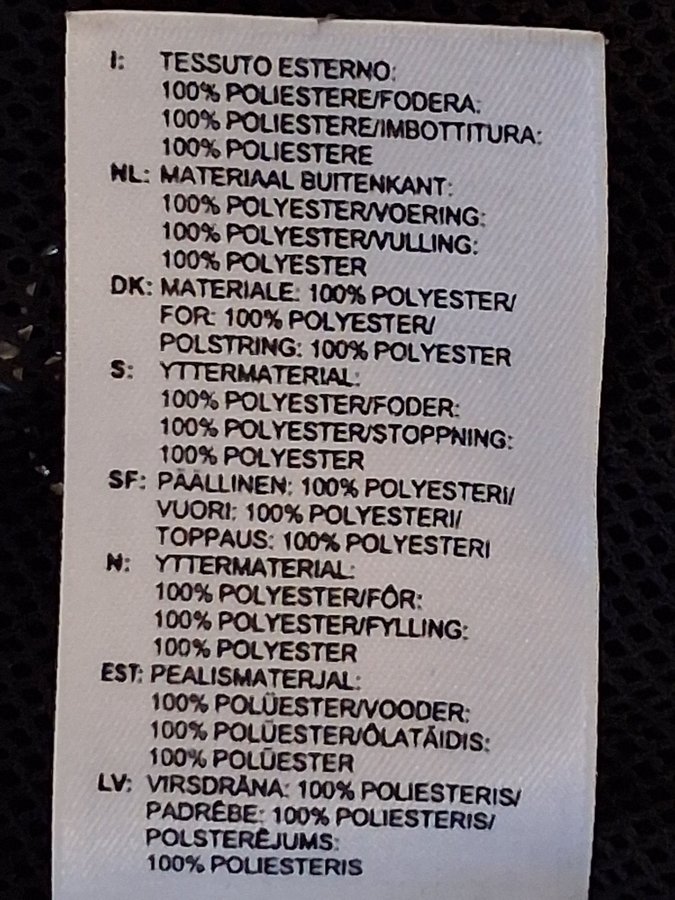 I: TESSUTO ESTERNO:
100% POLIESTERE/FODERA:
100% POLIESTERE/IMBOTTITURA:
100% POLIESTERE
NL: MATERIAAL BUITENKANT:
100% POLYESTER/VOERING:
100% POLYESTER/VULLING:
100% POLYESTER
DK: MATERIALE: 100% POLYESTER/
FOR: 100% POLYESTER/
POLSTRING: 100% POLYESTER
S: YTTERMATERIAL:
100% POLYESTER/FODER:
100% POLYESTER/STOPPNING:
100% POLYESTER
SF: PÄÄLLINEN: 100% POLYESTERI/
VUORI: 100% POLYESTERI/
TOPPAUS: 100% POLYESTERI
N: YTTERMATERIAL:
100% POLYESTER/FÔR:
100% POLYESTER/FYLLING:
100% POLYESTER
EST: PEALISMATERJAL:
100% POLÜESTER/VOODER:
100% POLÜESTER/ÔLATÄIDIS:
100% POLÜESTER
LV: VIRSDRĀNA: 100% POLIESTERIS/
PADRÊBE: 100% POLIESTERIS/
POLSTERÊJUMS:
100% POLIESTERIS